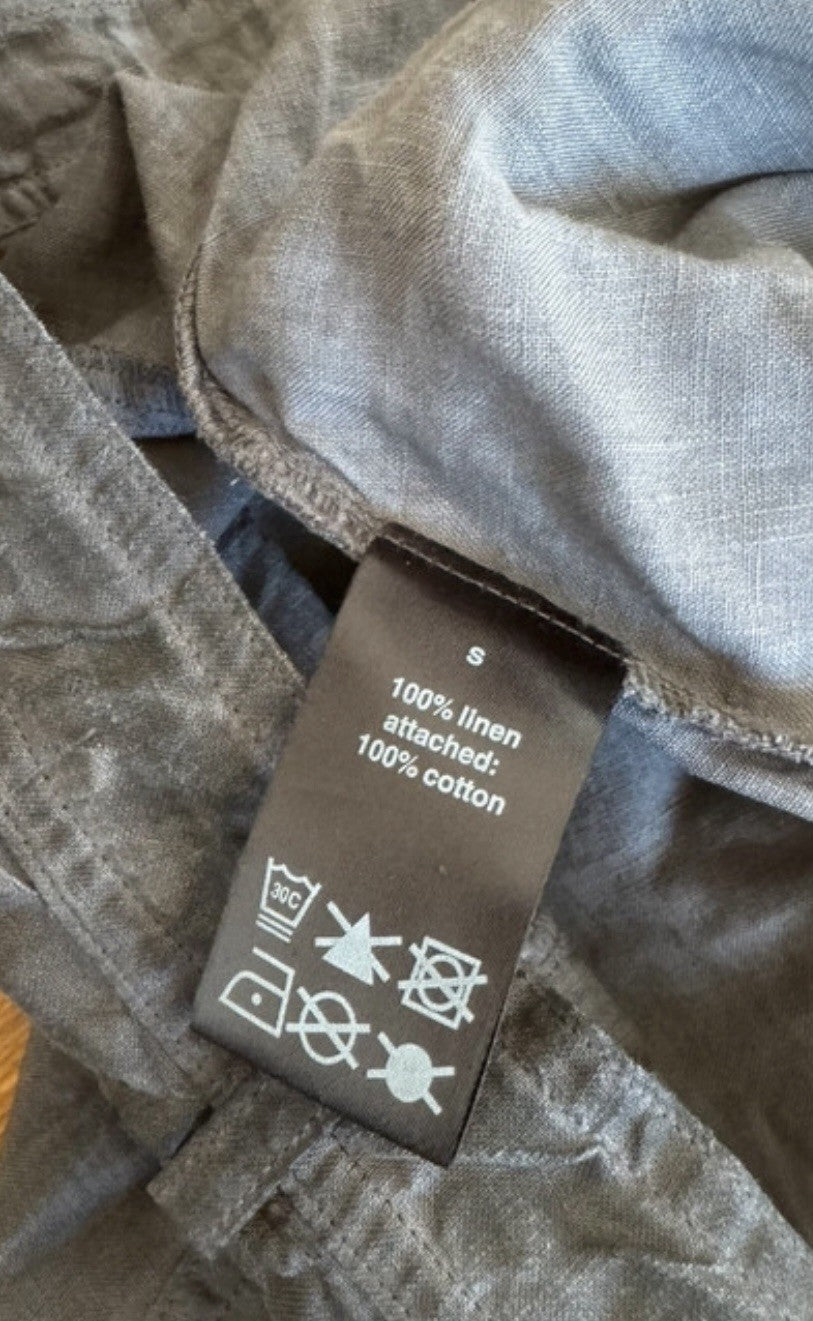 s
100% linen
attached:
100% cotton
30C